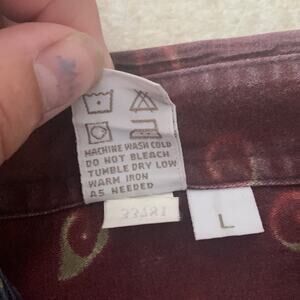 MACHINE WASH COLD
DO NOT BLEACH
TUMBLE DRY LOW
WARM IRON
AS NEEDED
L